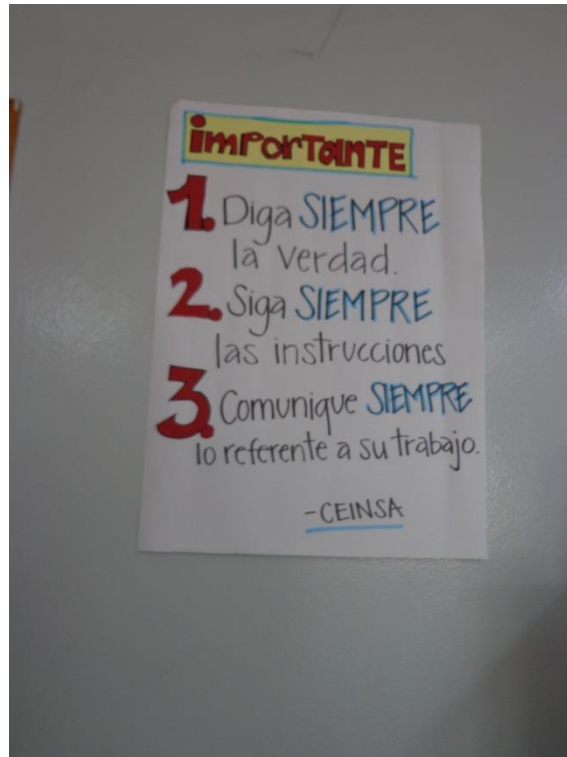 importante
1. Diga SIEMPRE
la verdad.
2. Siga SIEMPRE
las instrucciones
3. Comunique SIEMPRE
lo referente a su trabajo.
-CEINSA